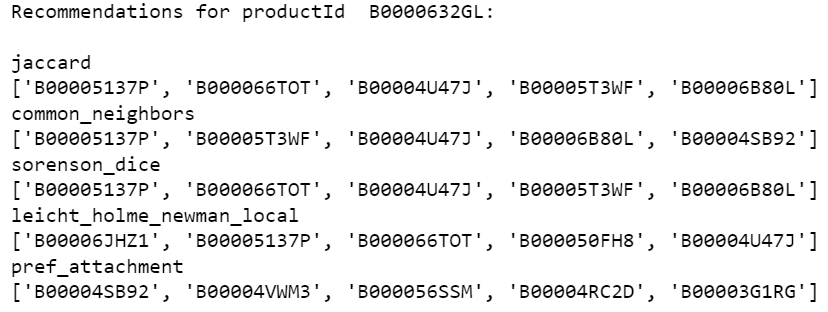 Recommendations for productId  B0000632GL:
jaccard
['B00005137P', 'B000066TOT', 'B00004U47J', 'B00005T3WF', 'B00006B80L']
common_neighbors
['B00005137P', 'B00005T3WF', 'B00004U47J', 'B00006B80L', 'B00004SB92']
sorenson_dice
['B00005137P', 'B000066TOT', 'B00004U47J', 'B00005T3WF', 'B00006B80L']
leicht_holme_newman_local
['B00006JHZ1', 'B00005137P', 'B000066TOT', 'B000050FH8', 'B00004U47J']
pref_attachment
['B00004SB92', 'B00004VWM3', 'B000056SSM', 'B00004RC2D', 'B00003G1RG']